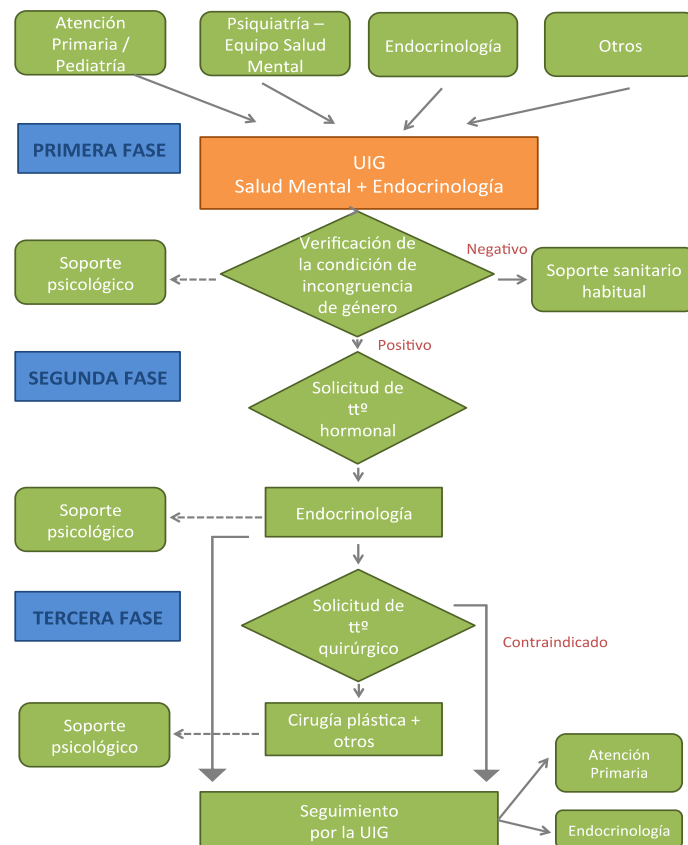 Atención
Primaria /
Pediatría
Psiquiatría –
Equipo Salud
Mental
Endocrinología
Otros
PRIMERA FASE
UIG
Salud Mental + Endocrinología
Verificación de
la condición de
incongruencia
de género
Negativo
Soporte
psicológico
Soporte sanitario
habitual
Positivo
SEGUNDA FASE
Solicitud de
ttº
hormonal
Soporte
psicológico
Endocrinología
TERCERA FASE
Solicitud de
ttº
quirúrgico
Contraindicado
Soporte
psicológico
Cirugía plástica +
otros
Atención
Primaria
Seguimiento
por la UIG
Endocrinología